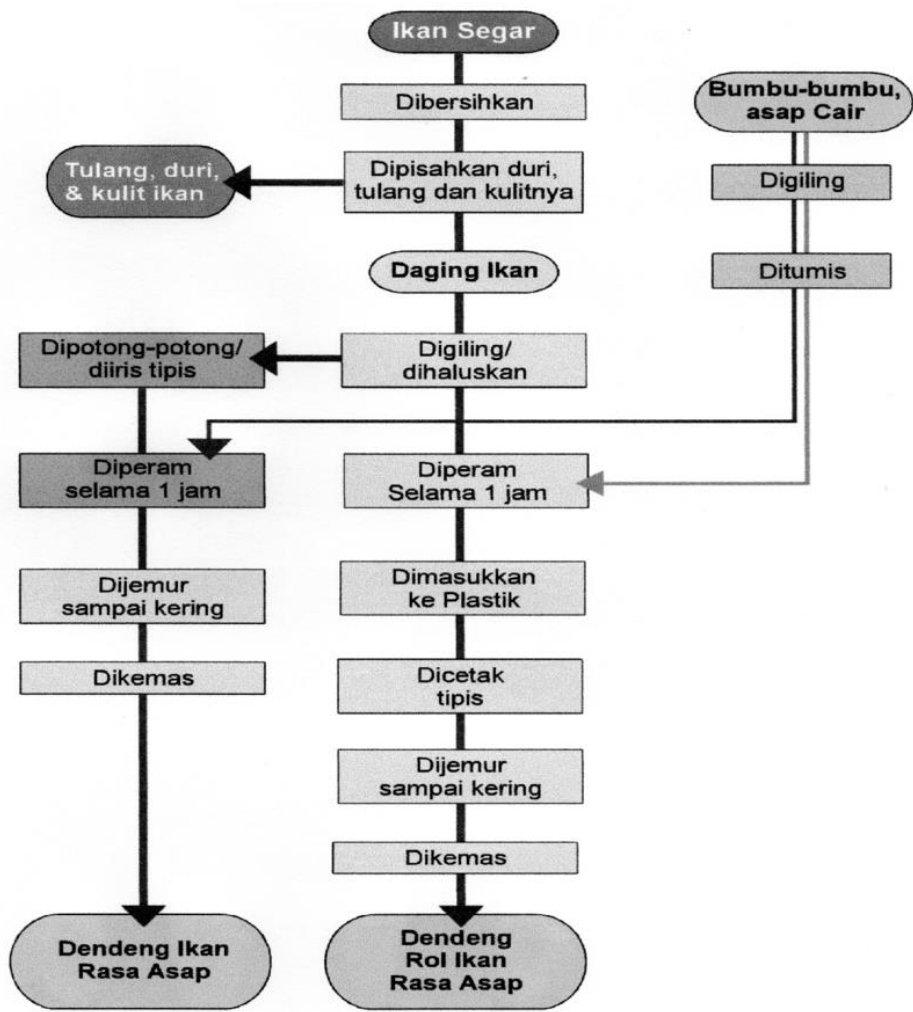 Ikan Segar
Dibersihkan
Bumbu-bumbu,
asap Cair
Tulang, duri,
& kulit ikan
Dipisahkan duri,
tulang dan kulitnya
Digiling
Daging Ikan
Ditumis
Dipotong-potong/
diiris tipis
Digiling/
dihaluskan
Diperam
selama 1 jam
Diperam
Selama 1 jam
Dijemur
sampai kering
Dimasukkan
ke Plastik
Dikemas
Dicetak
tipis
Dijemur
sampai kering
Dikemas
Dendeng Ikan
Rasa Asap
Dendeng
Rol Ikan
Rasa Asap